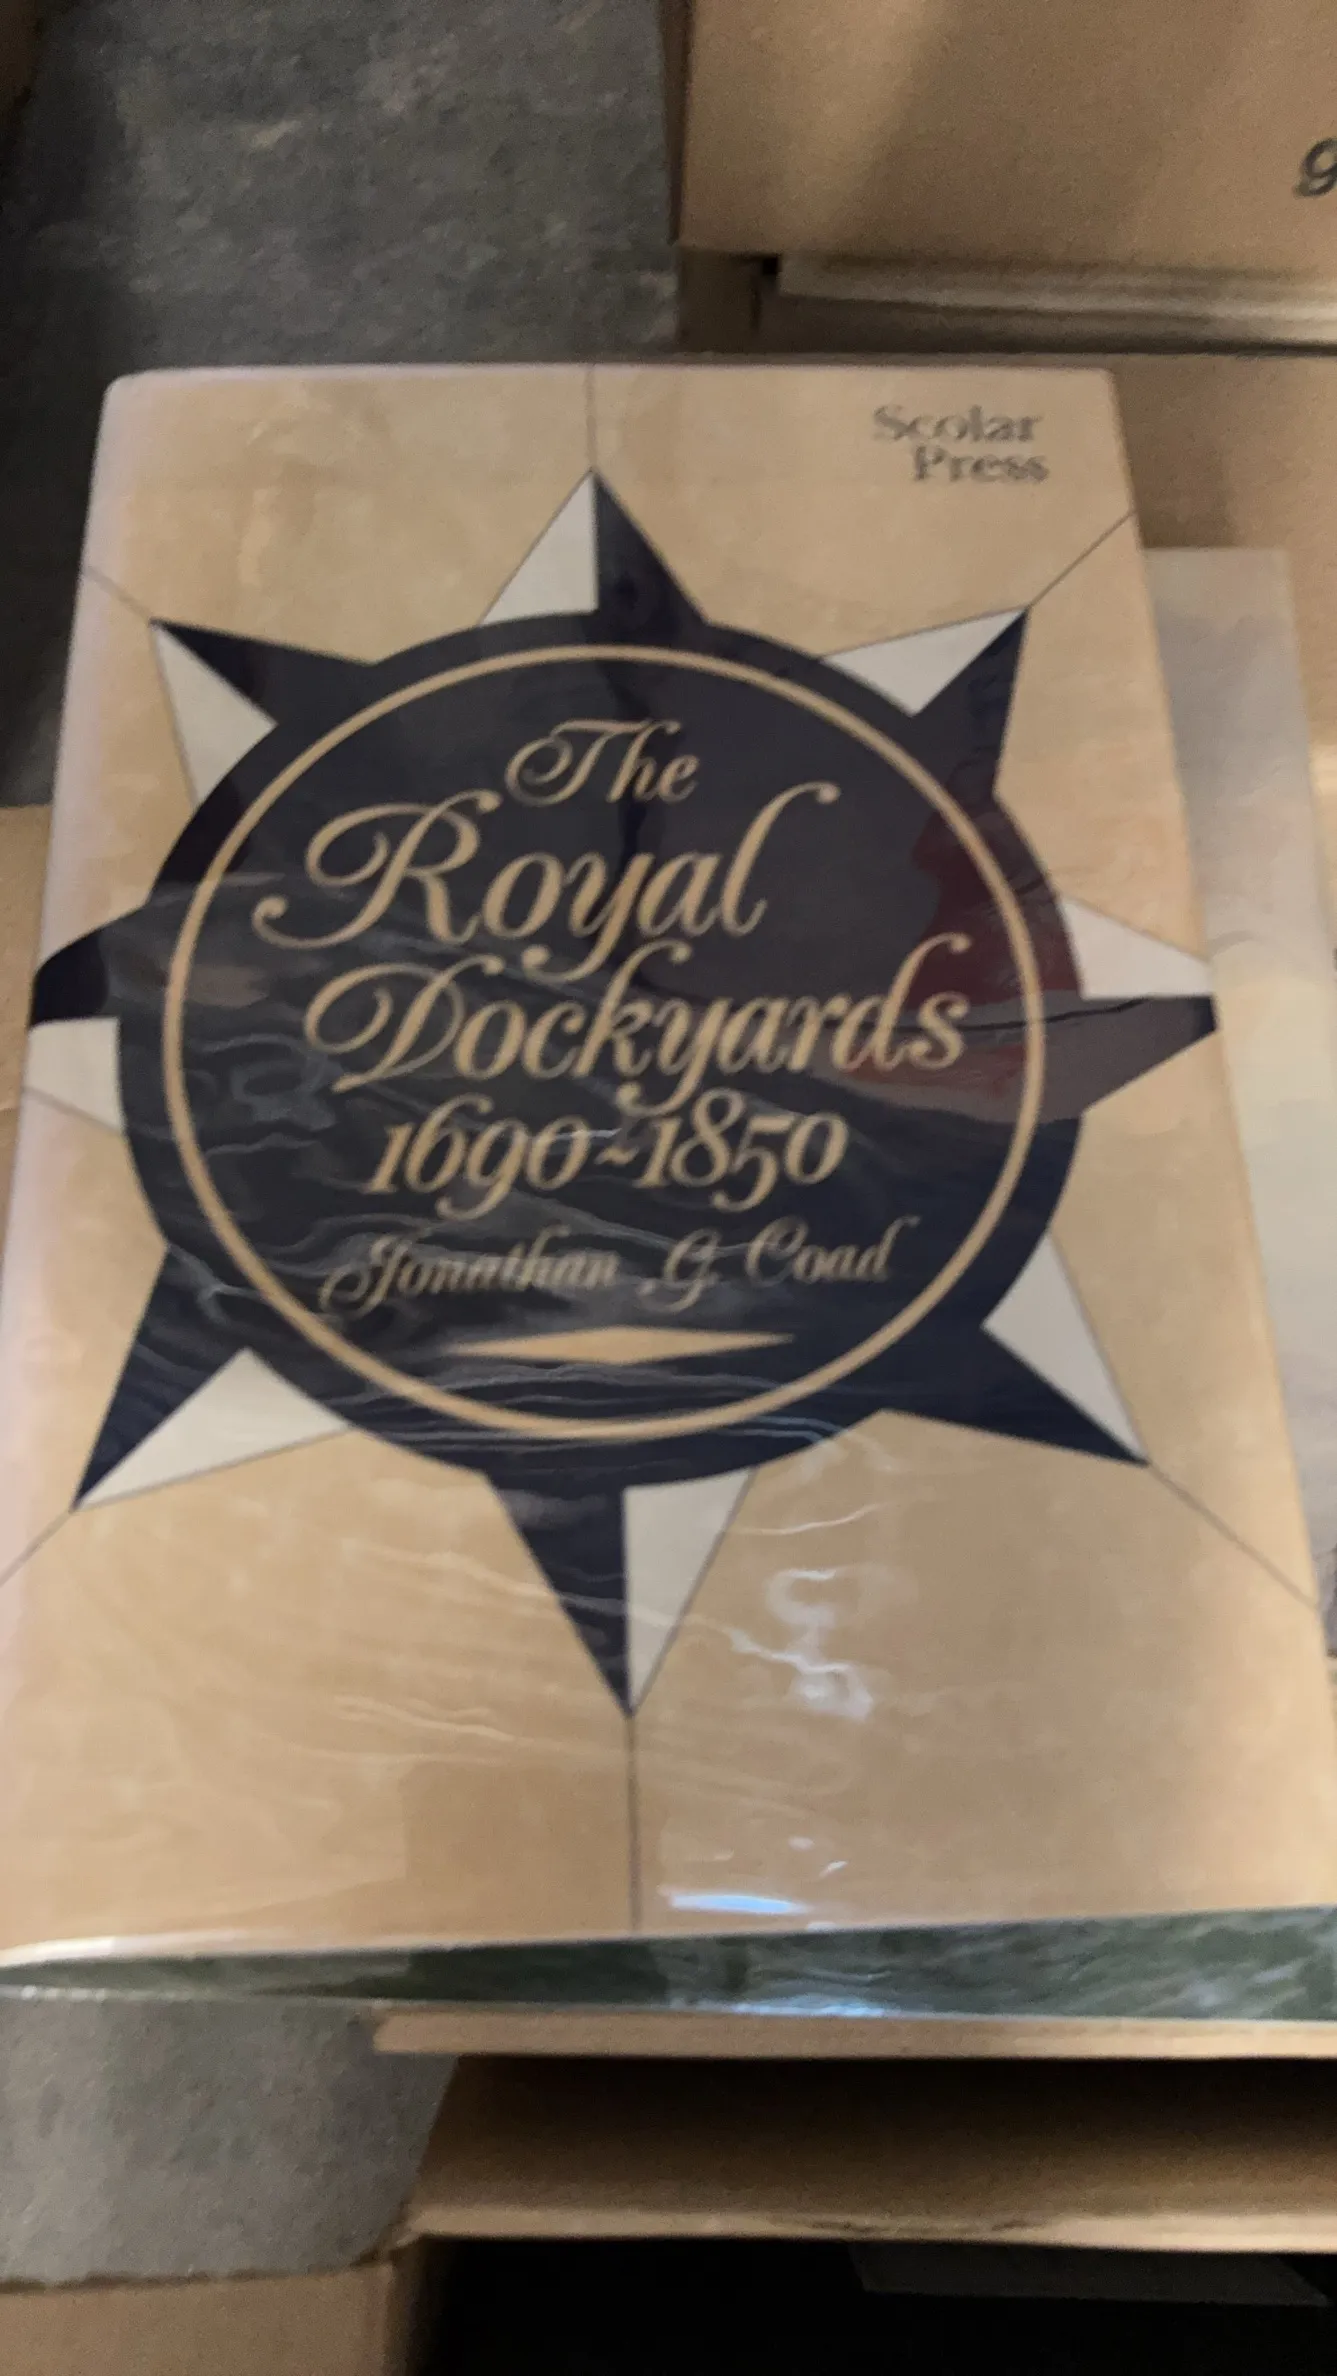 Scolar
Press
The
Royal
Dockyards
1690~1850
Jonathan G. Coad